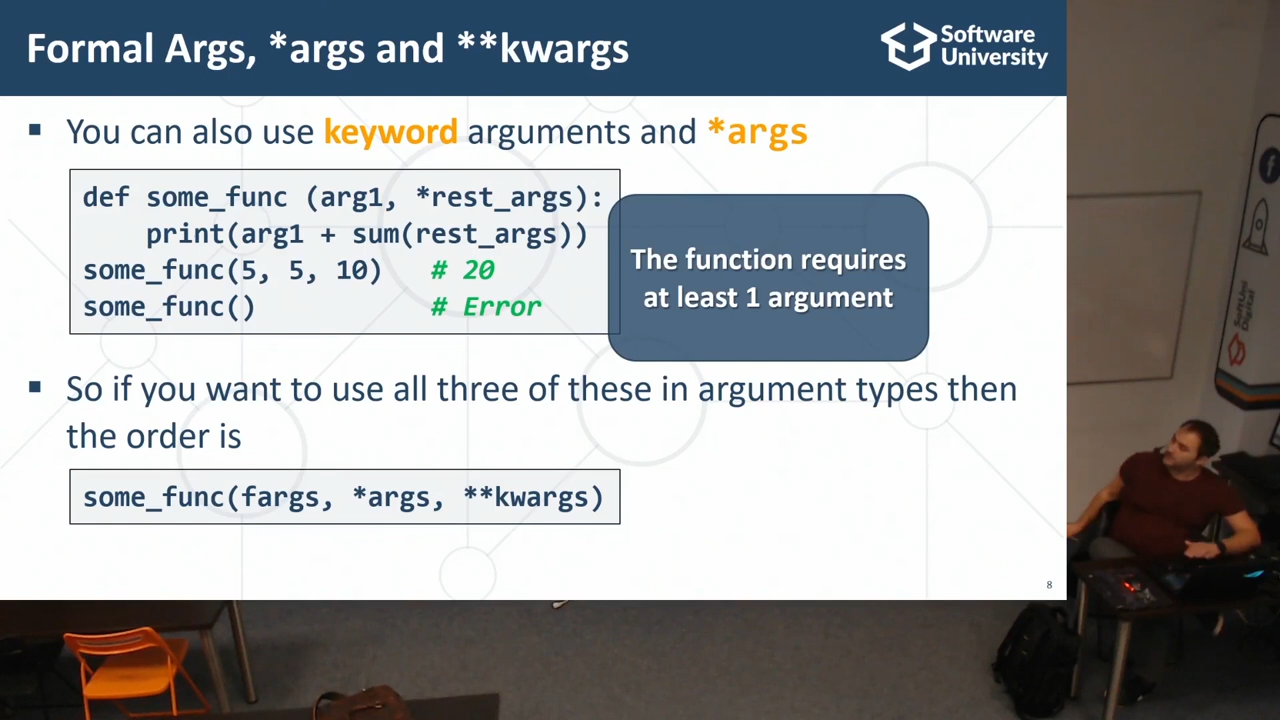 Formal Args, *args and **kwargs
Software
University
▪ You can also use keyword arguments and *args
def some_func (arg1, *rest_args):
    print(arg1 + sum(rest_args))
some_func(5, 5, 10)   # 20
some_func()           # Error
The function requires
at least 1 argument
▪ So if you want to use all three of these in argument types then
the order is
some_func(fargs, *args, **kwargs)
8
SoftUni
Digital